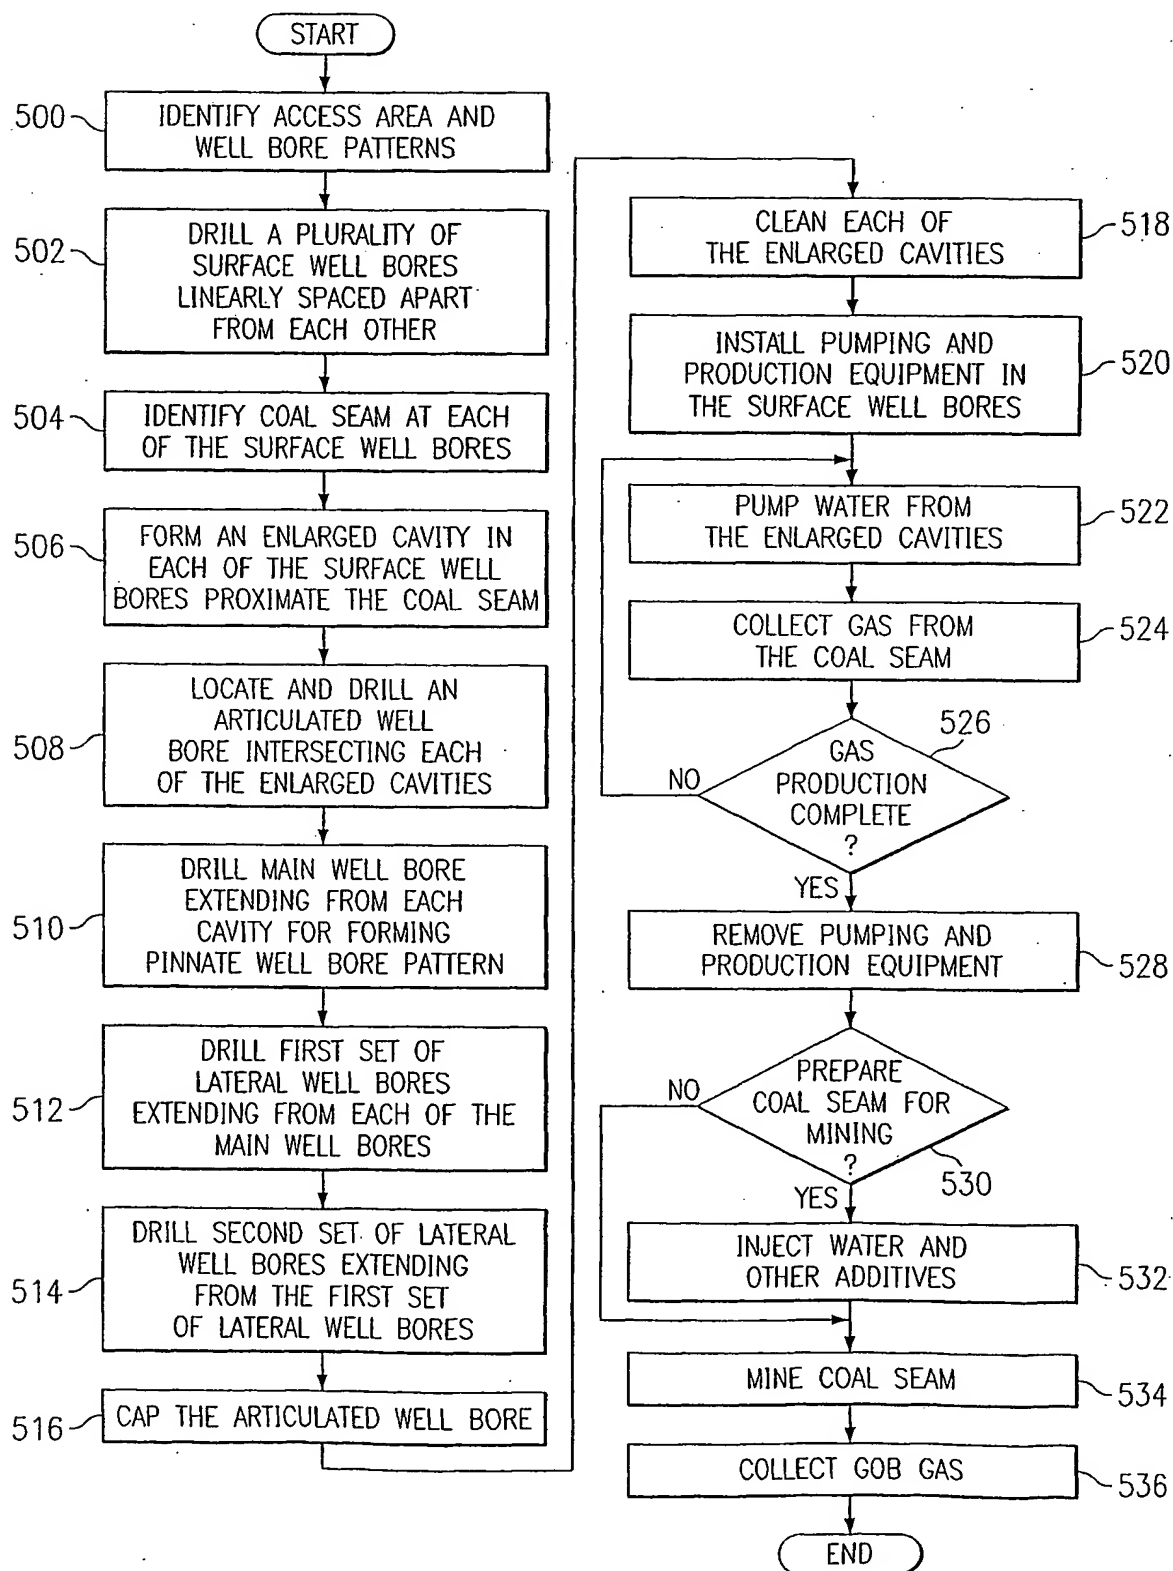 START
500
IDENTIFY ACCESS AREA AND
WELL BORE PATTERNS
502
DRILL A PLURALITY OF
SURFACE WELL BORES
LINEARLY SPACED APART
FROM EACH OTHER
504
IDENTIFY COAL SEAM AT EACH
OF THE SURFACE WELL BORES
506
FORM AN ENLARGED CAVITY IN
EACH OF THE SURFACE WELL
BORES PROXIMATE THE COAL SEAM
508
LOCATE AND DRILL AN
ARTICULATED WELL
BORE INTERSECTING EACH
OF THE ENLARGED CAVITIES
510
DRILL MAIN WELL BORE
EXTENDING FROM EACH
CAVITY FOR FORMING
PINNATE WELL BORE PATTERN
512
DRILL FIRST SET OF
LATERAL WELL BORES
EXTENDING FROM EACH OF THE
MAIN WELL BORES
514
DRILL SECOND SET OF LATERAL
WELL BORES EXTENDING
FROM THE FIRST SET
OF LATERAL WELL BORES
516
CAP THE ARTICULATED WELL BORE
CLEAN EACH OF
THE ENLARGED CAVITIES
518
INSTALL PUMPING AND
PRODUCTION EQUIPMENT IN
THE SURFACE WELL BORES
520
PUMP WATER FROM
THE ENLARGED CAVITIES
522
COLLECT GAS FROM
THE COAL SEAM
524
526
GAS
PRODUCTION
COMPLETE
?
NO
YES
REMOVE PUMPING AND
PRODUCTION EQUIPMENT
528
PREPARE
COAL SEAM FOR
MINING
?
NO
530
YES
INJECT WATER AND
OTHER ADDITIVES
532
MINE COAL SEAM
534
COLLECT GOB GAS
536
END